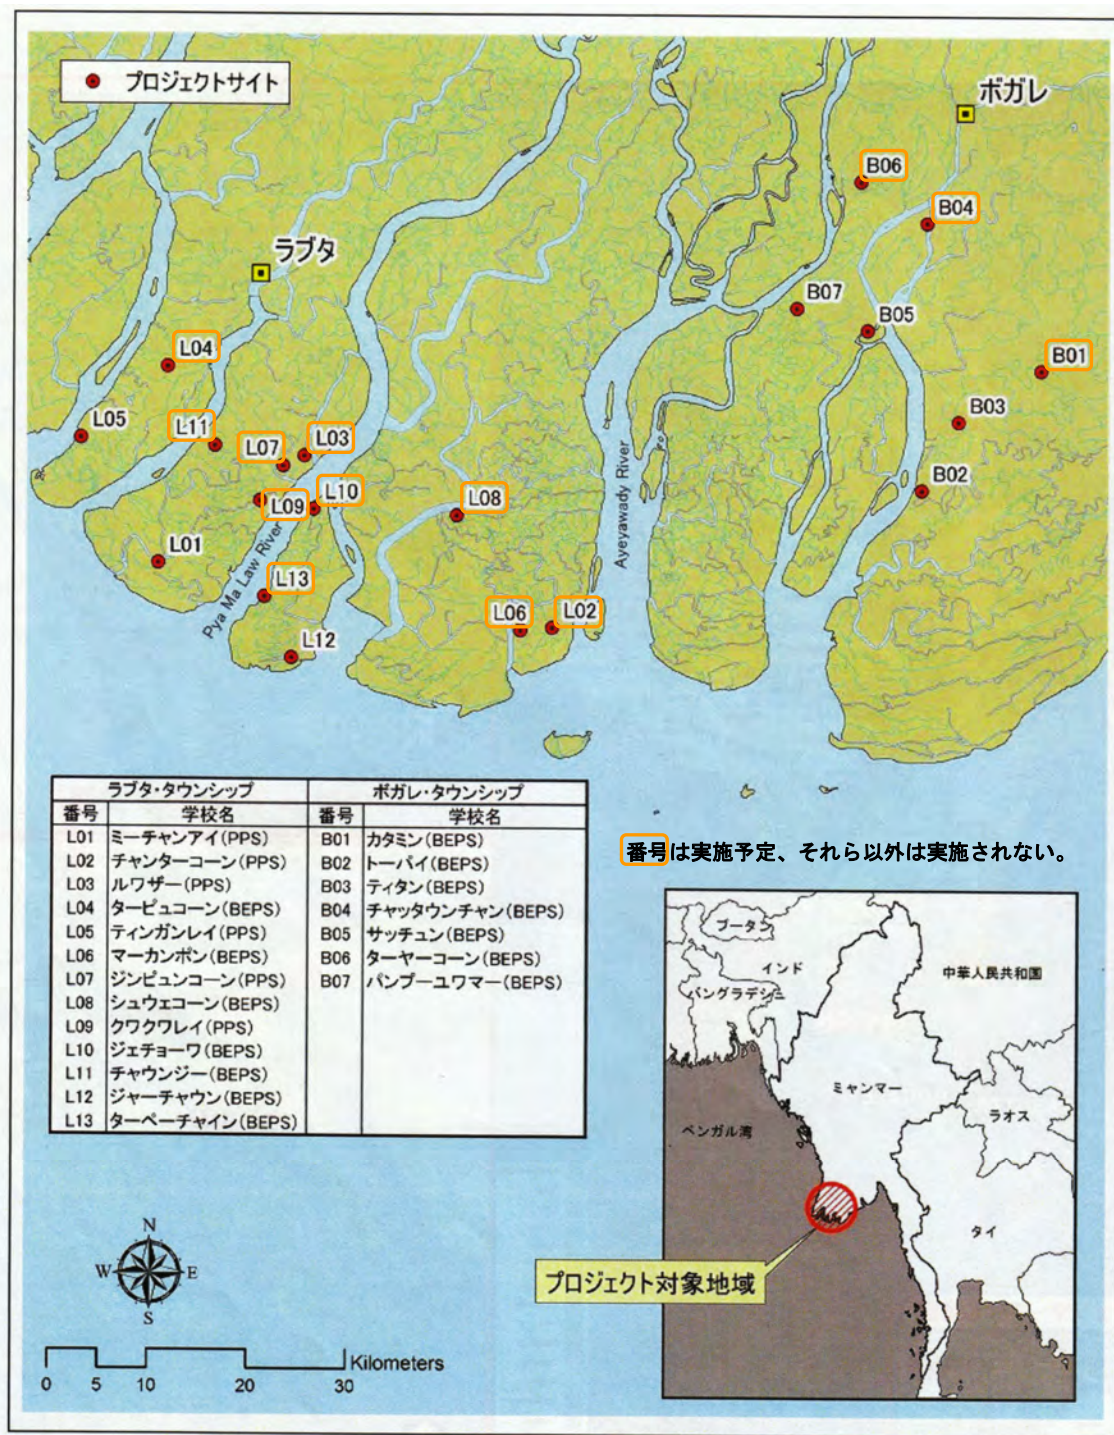 プロジェクトサイト
ボガレ
B06
B04
ラブタ
B07
B05
L04
B01
L05
L11
L03
B03
L07
L10
L08
B02
L09
L01
Pya Ma Law River
Ayeyawady River
L13
L06
L02
L12
ラブタ・タウンシップ ボガレ・タウンシップ
番号 学校名 番号 学校名
L01 ミーチャンアイ(PPS) B01 カタミン(BEPS)
L02 チャンターコーン(PPS) B02 トーパイ(BEPS)
L03 ルワザー(PPS) B03 ティタン(BEPS)
L04 タービュコーン(BEPS) B04 チャッタウンチャン(BEPS)
L05 ティンガンレイ(PPS) B05 サッチュン(BEPS)
L06 マーカンポン(BEPS) B06 ターヤーコーン(BEPS)
L07 ジンピュンコーン(PPS) B07 パンプーユワマー(BEPS)
L08 シュウェコーン(BEPS)
L09 クワクワレイ(PPS)
L10 ジェチョーワ(BEPS)
L11 チャウンジー(BEPS)
L12 ジャーチャウン(BEPS)
L13 ターペーチャイン(BEPS)
番号は実施予定、それら以外は実施されない。
ブータン
インド
中華人民共和国
バングラデシュ
ミャンマー
ラオス
ベンガル湾
タイ
プロジェクト対象地域
N
W E
S
Kilometers
0 5 10 20 30